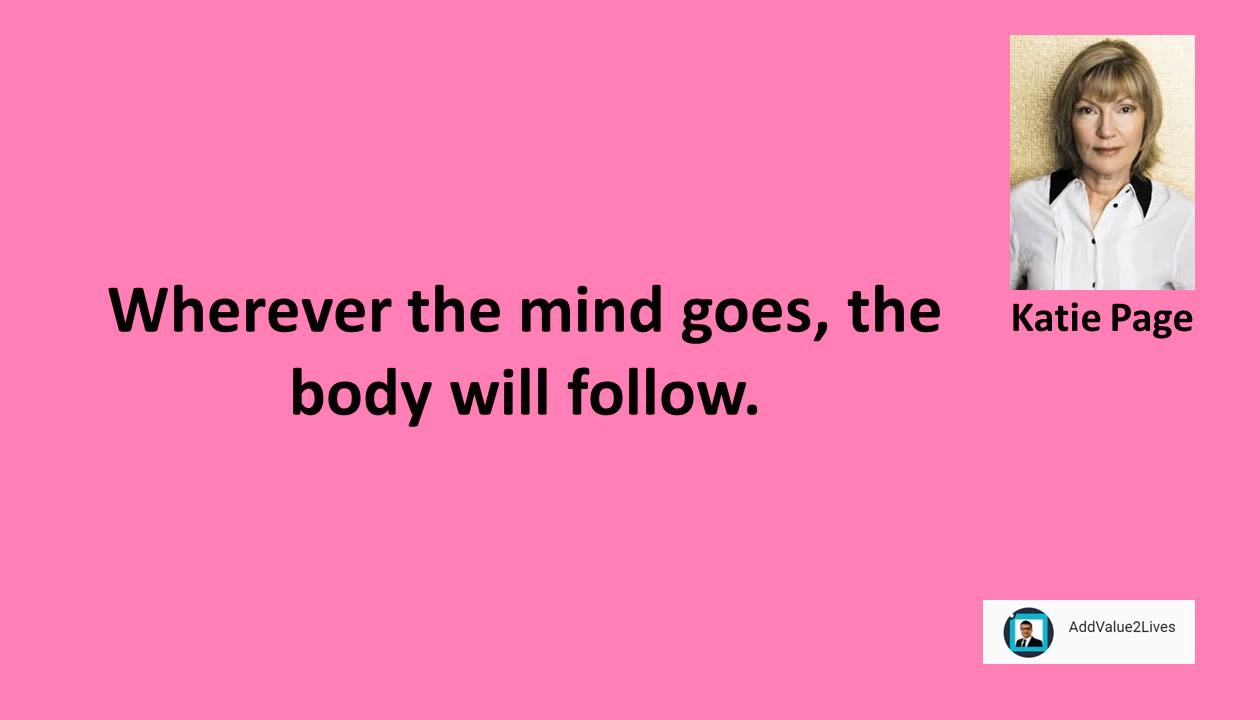 Wherever the mind goes, the
body will follow.
Katie Page
AddValue2Lives